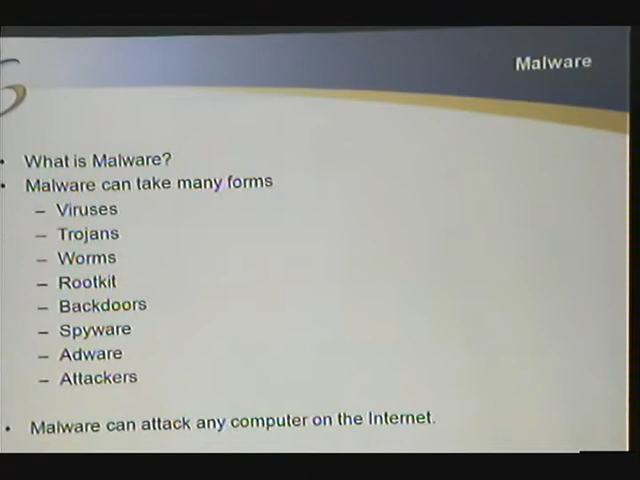 Malware
• What is Malware?
• Malware can take many forms
– Viruses
– Trojans
– Worms
– Rootkit
– Backdoors
– Spyware
– Adware
– Attackers
• Malware can attack any computer on the Internet.